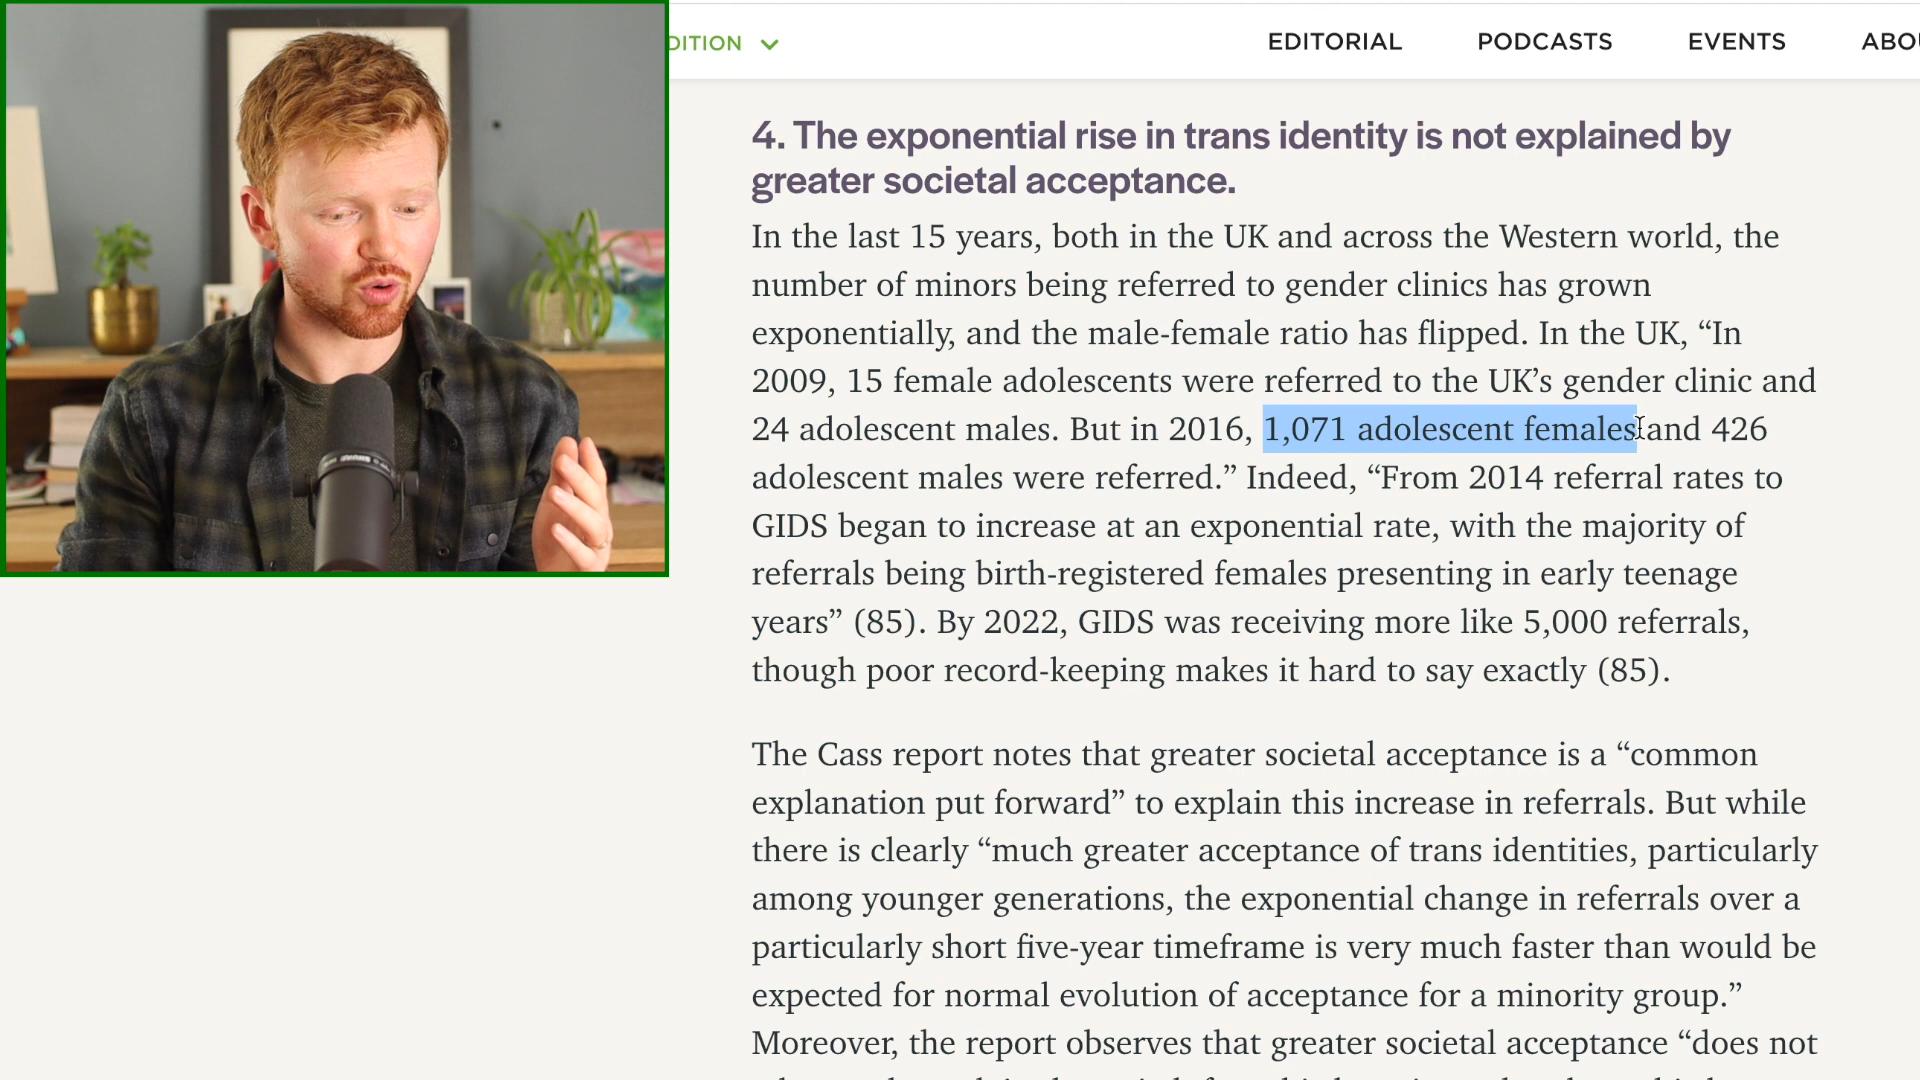 DITION
EDITORIAL PODCASTS EVENTS
4. The exponential rise in trans identity is not explained by
greater societal acceptance.
In the last 15 years, both in the UK and across the Western world, the
number of minors being referred to gender clinics has grown
exponentially, and the male-female ratio has flipped. In the UK, “In
2009, 15 female adolescents were referred to the UK’s gender clinic and
24 adolescent males. But in 2016, 1,071 adolescent females and 426
adolescent males were referred.” Indeed, “From 2014 referral rates to
GIDS began to increase at an exponential rate, with the majority of
referrals being birth-registered females presenting in early teenage
years” (85). By 2022, GIDS was receiving more like 5,000 referrals,
though poor record-keeping makes it hard to say exactly (85).
The Cass report notes that greater societal acceptance is a “common
explanation put forward” to explain this increase in referrals. But while
there is clearly “much greater acceptance of trans identities, particularly
among younger generations, the exponential change in referrals over a
particularly short five-year timeframe is very much faster than would be
expected for normal evolution of acceptance for a minority group.”
Moreover, the report observes that greater societal acceptance “does not